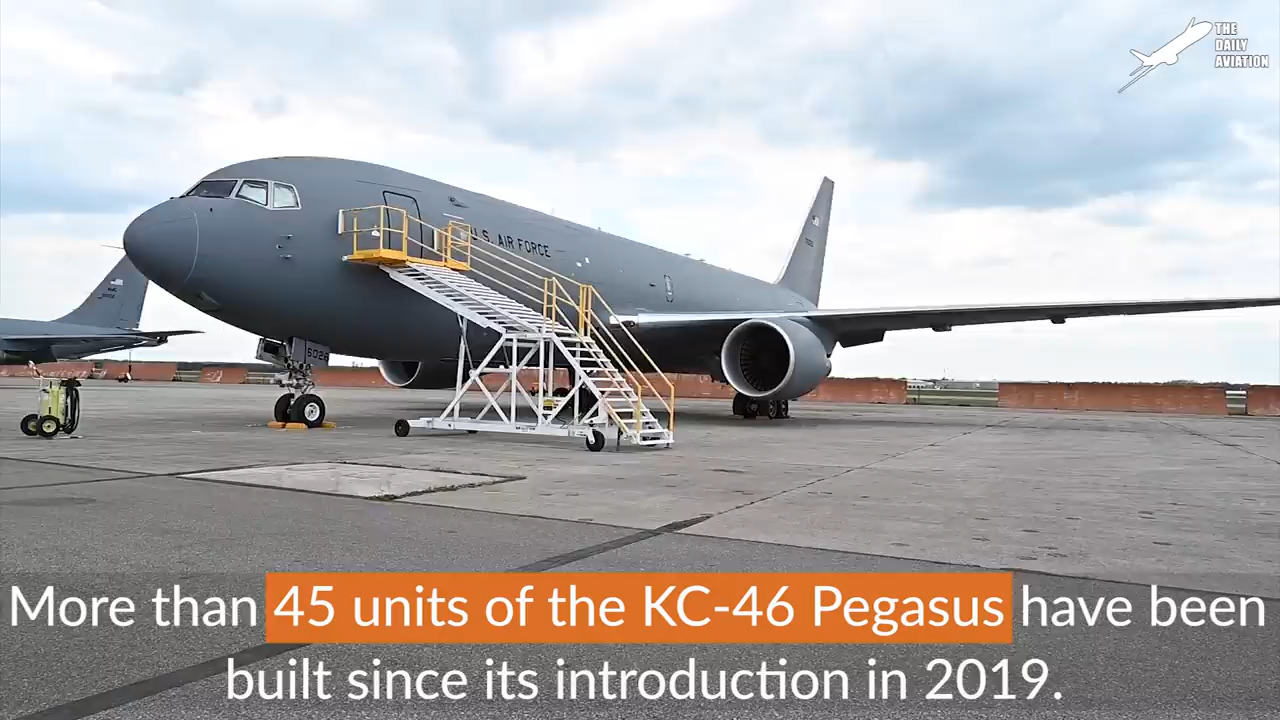 THE
DAILY
AVIATION
U.S. AIR FORCE
More than 45 units of the KC-46 Pegasus have been
built since its introduction in 2019.